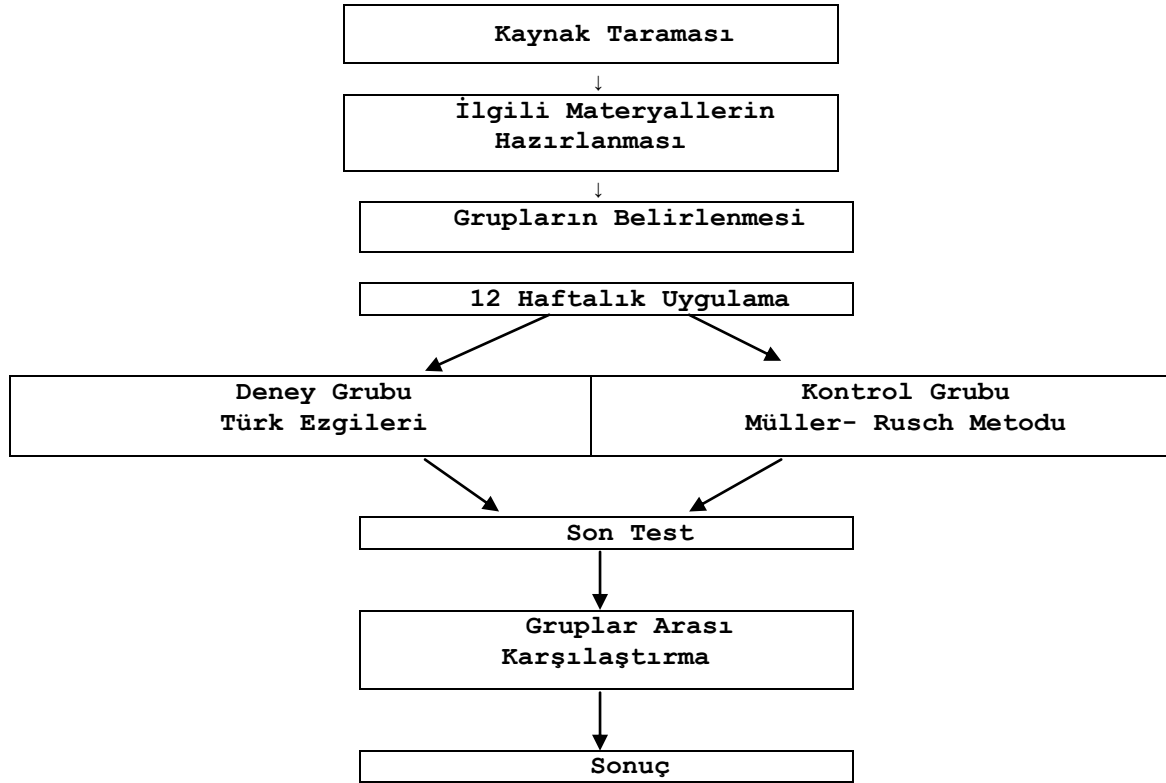 Kaynak Taraması
↓
İlgili Materyallerin
Hazırlanması
↓
Grupların Belirlenmesi
12 Haftalık Uygulama
Deney Grubu
Türk Ezgileri
Kontrol Grubu
Müller- Rusch Metodu
Son Test
Gruplar Arası
Karşılaştırma
Sonuç